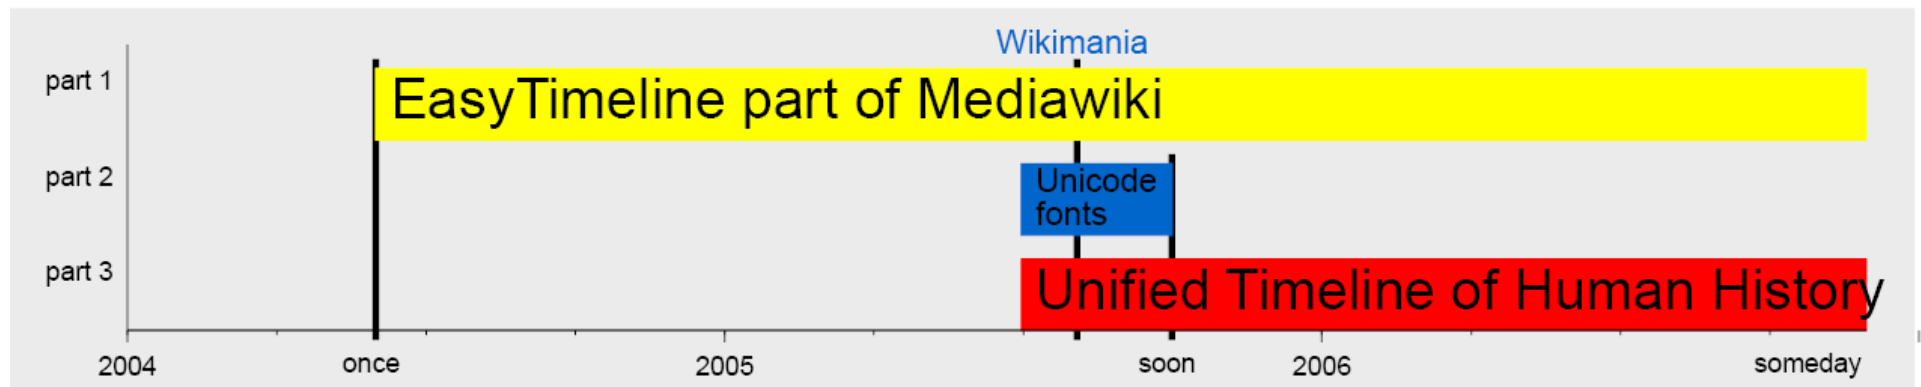 Wikimania
part 1
EasyTimeline part of Mediawiki
part 2
Unicode
fonts
part 3
Unified Timeline of Human History
2004 once 2005 soon 2006 someday